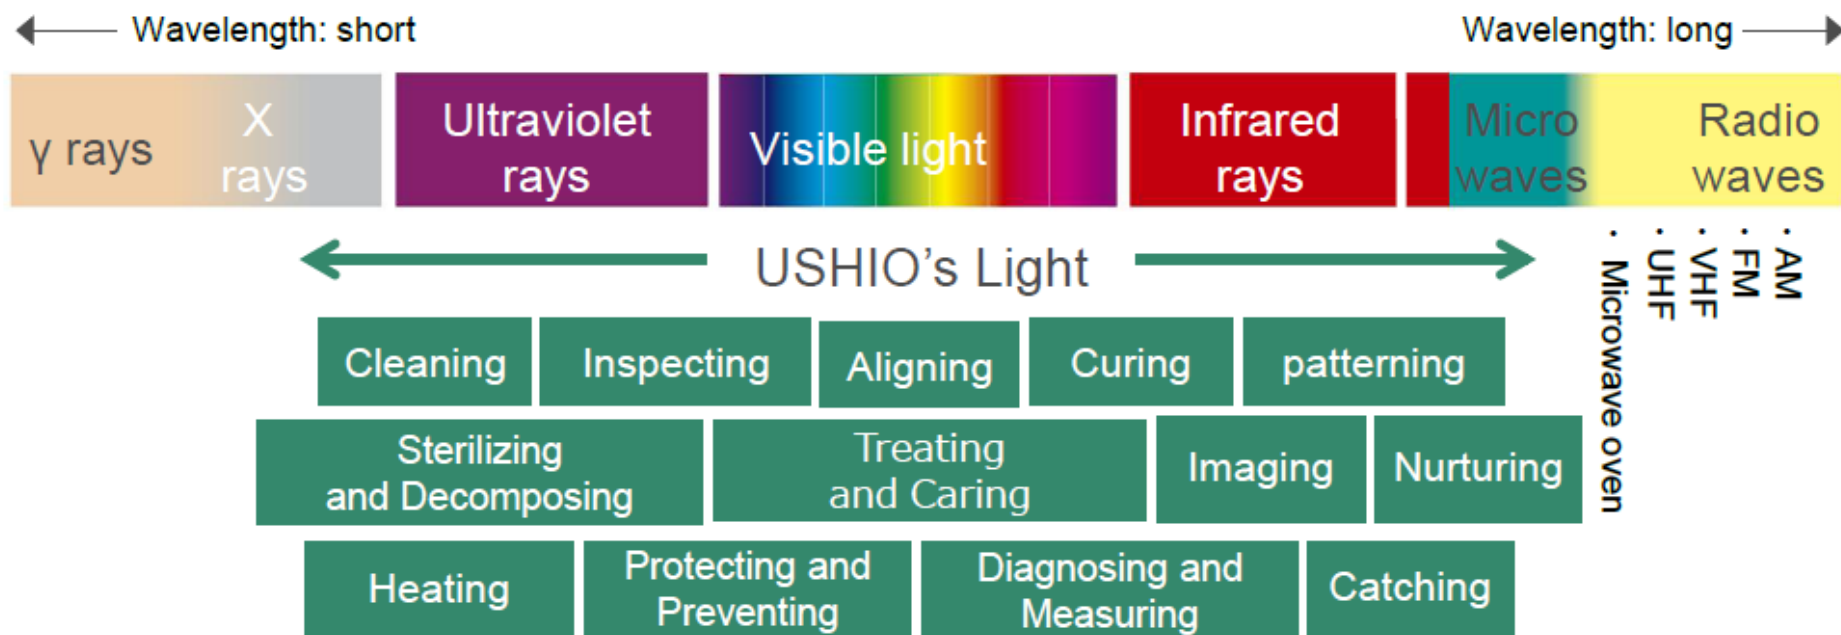 Wavelength: short
Wavelength: long
γ rays
X
rays
Ultraviolet
rays
Visible light
Infrared
rays
Micro
waves
Radio
waves
USHIO’s Light
· Microwave oven
· UHF
· VHF
· FM
· AM
Cleaning
Inspecting
Aligning
Curing
patterning
Sterilizing
and Decomposing
Treating
and Caring
Imaging
Nurturing
Heating
Protecting and
Preventing
Diagnosing and
Measuring
Catching